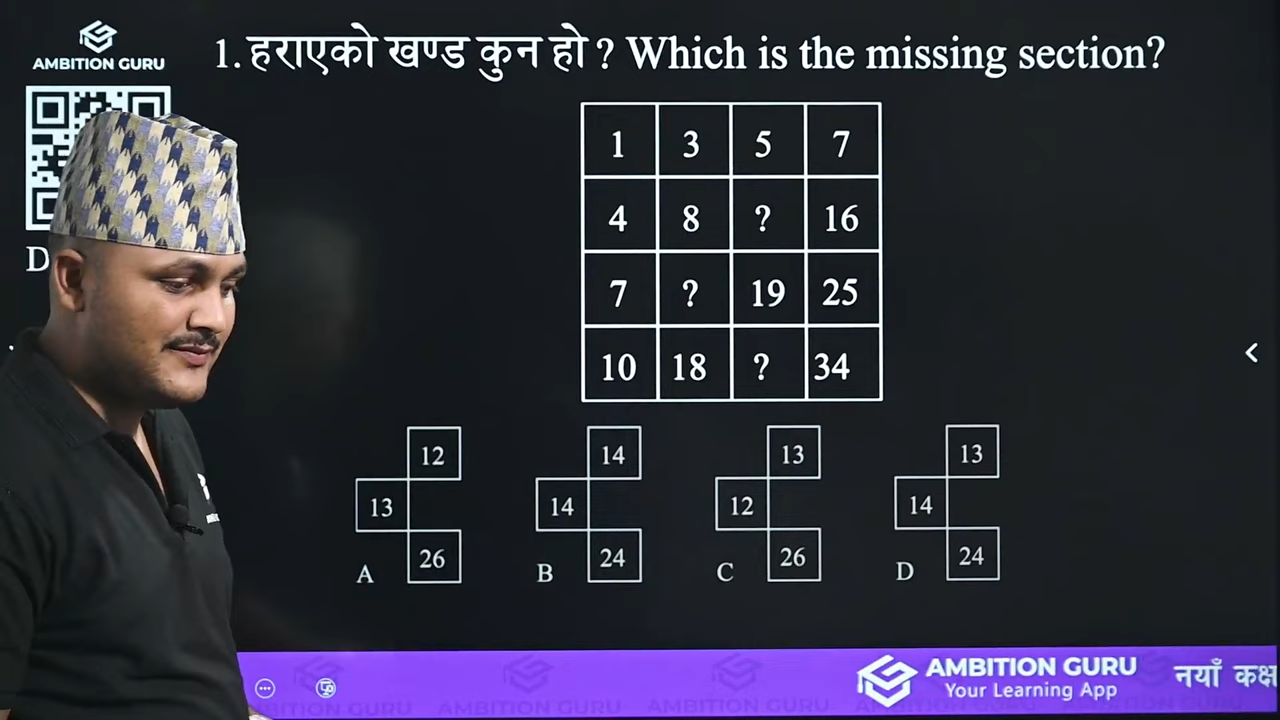 AMBITION GURU
1. हराएको खण्ड कुन हो ? Which is the missing section?
D
1 3 5 7
4 8 ? 16
7 ? 19 25
10 18 ? 34
12
13
26
A
14
14
24
B
13
12
26
C
13
14
24
D
AMBITION GURU
Your Learning App
नयाँ कक्ष